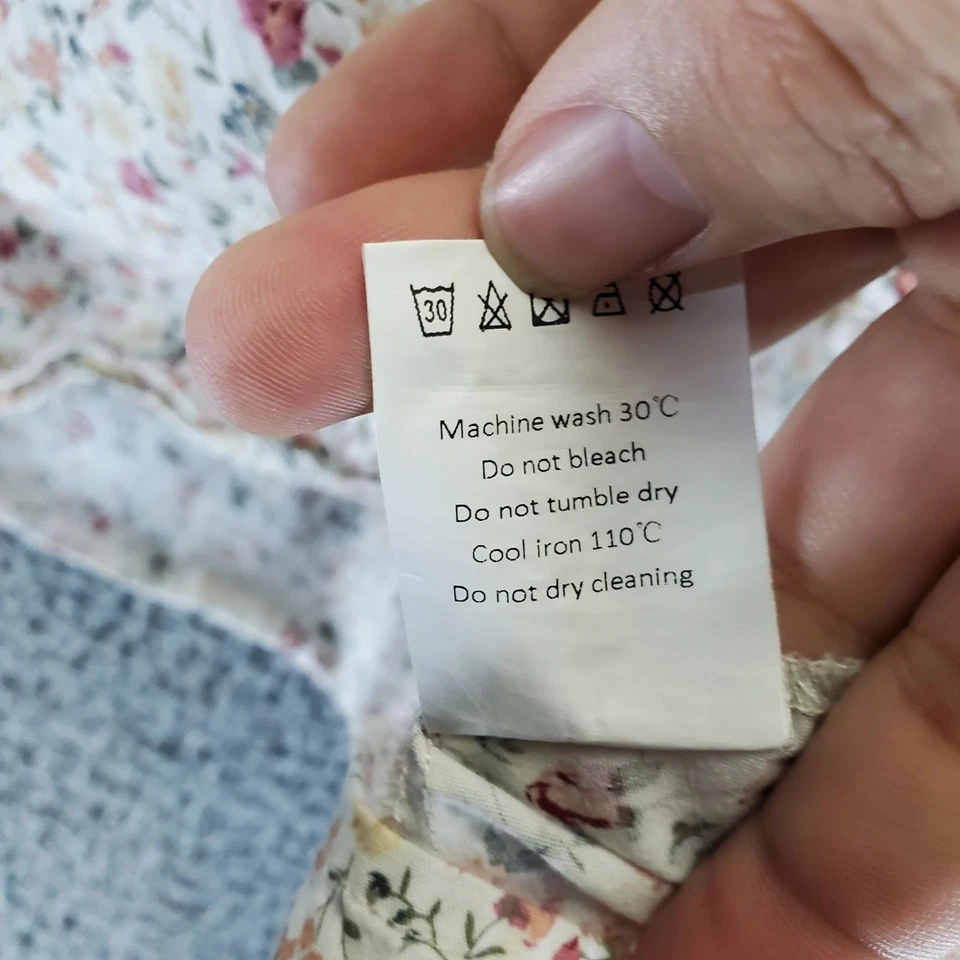 30
Machine wash 30℃
Do not bleach
Do not tumble dry
Cool iron 110℃
Do not dry cleaning